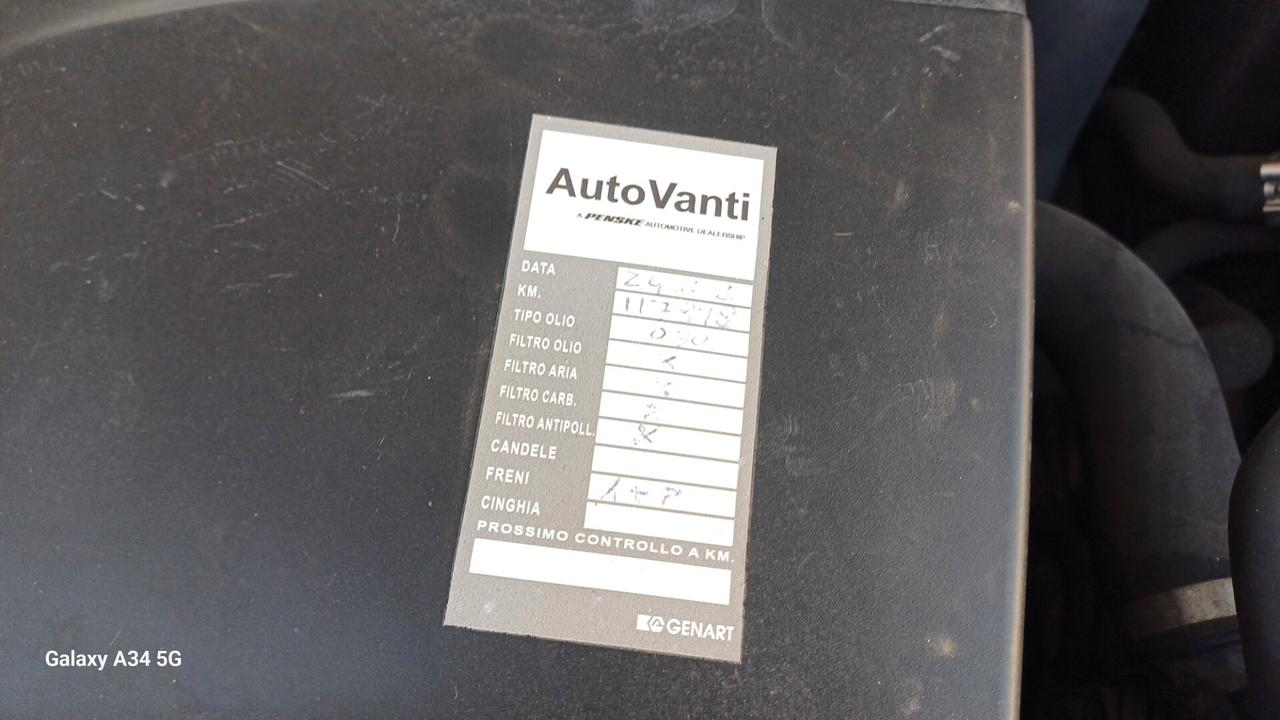 AutoVanti
A PENSKE AUTOMOTIVE DEALERSHIP
DATA
KM.
TIPO OLIO
FILTRO OLIO X
FILTRO ARIA
FILTRO CARB.
FILTRO ANTIPOLL. X
CANDELE
FRENI A+P
CINGHIA
PROSSIMO CONTROLLO A KM.
GENART
Galaxy A34 5G